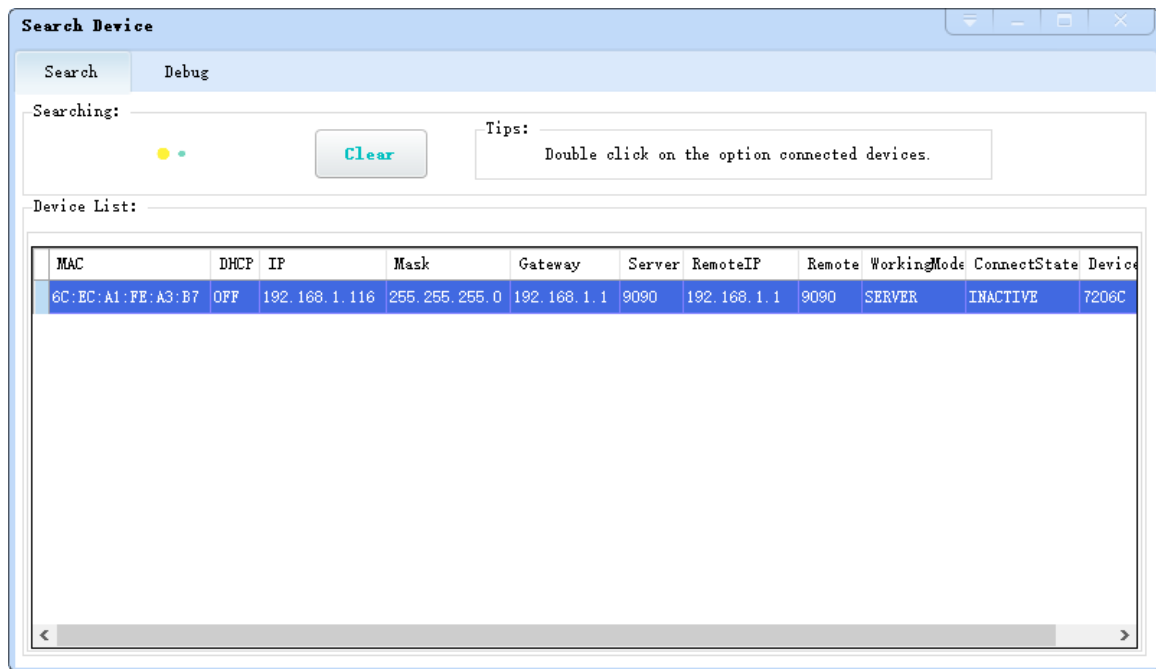 Search Device
Search Debug
Searching:
Clear
Tips:
Double click on the option connected devices.
Device List:
MAC DHCP IP Mask Gateway Server RemoteIP Remote WorkingMode ConnectState Device
6C:EC:A1:FE:A3:B7 OFF 192.168.1.116 255.255.255.0 192.168.1.1 9090 192.168.1.1 9090 SERVER INACTIVE 7206C